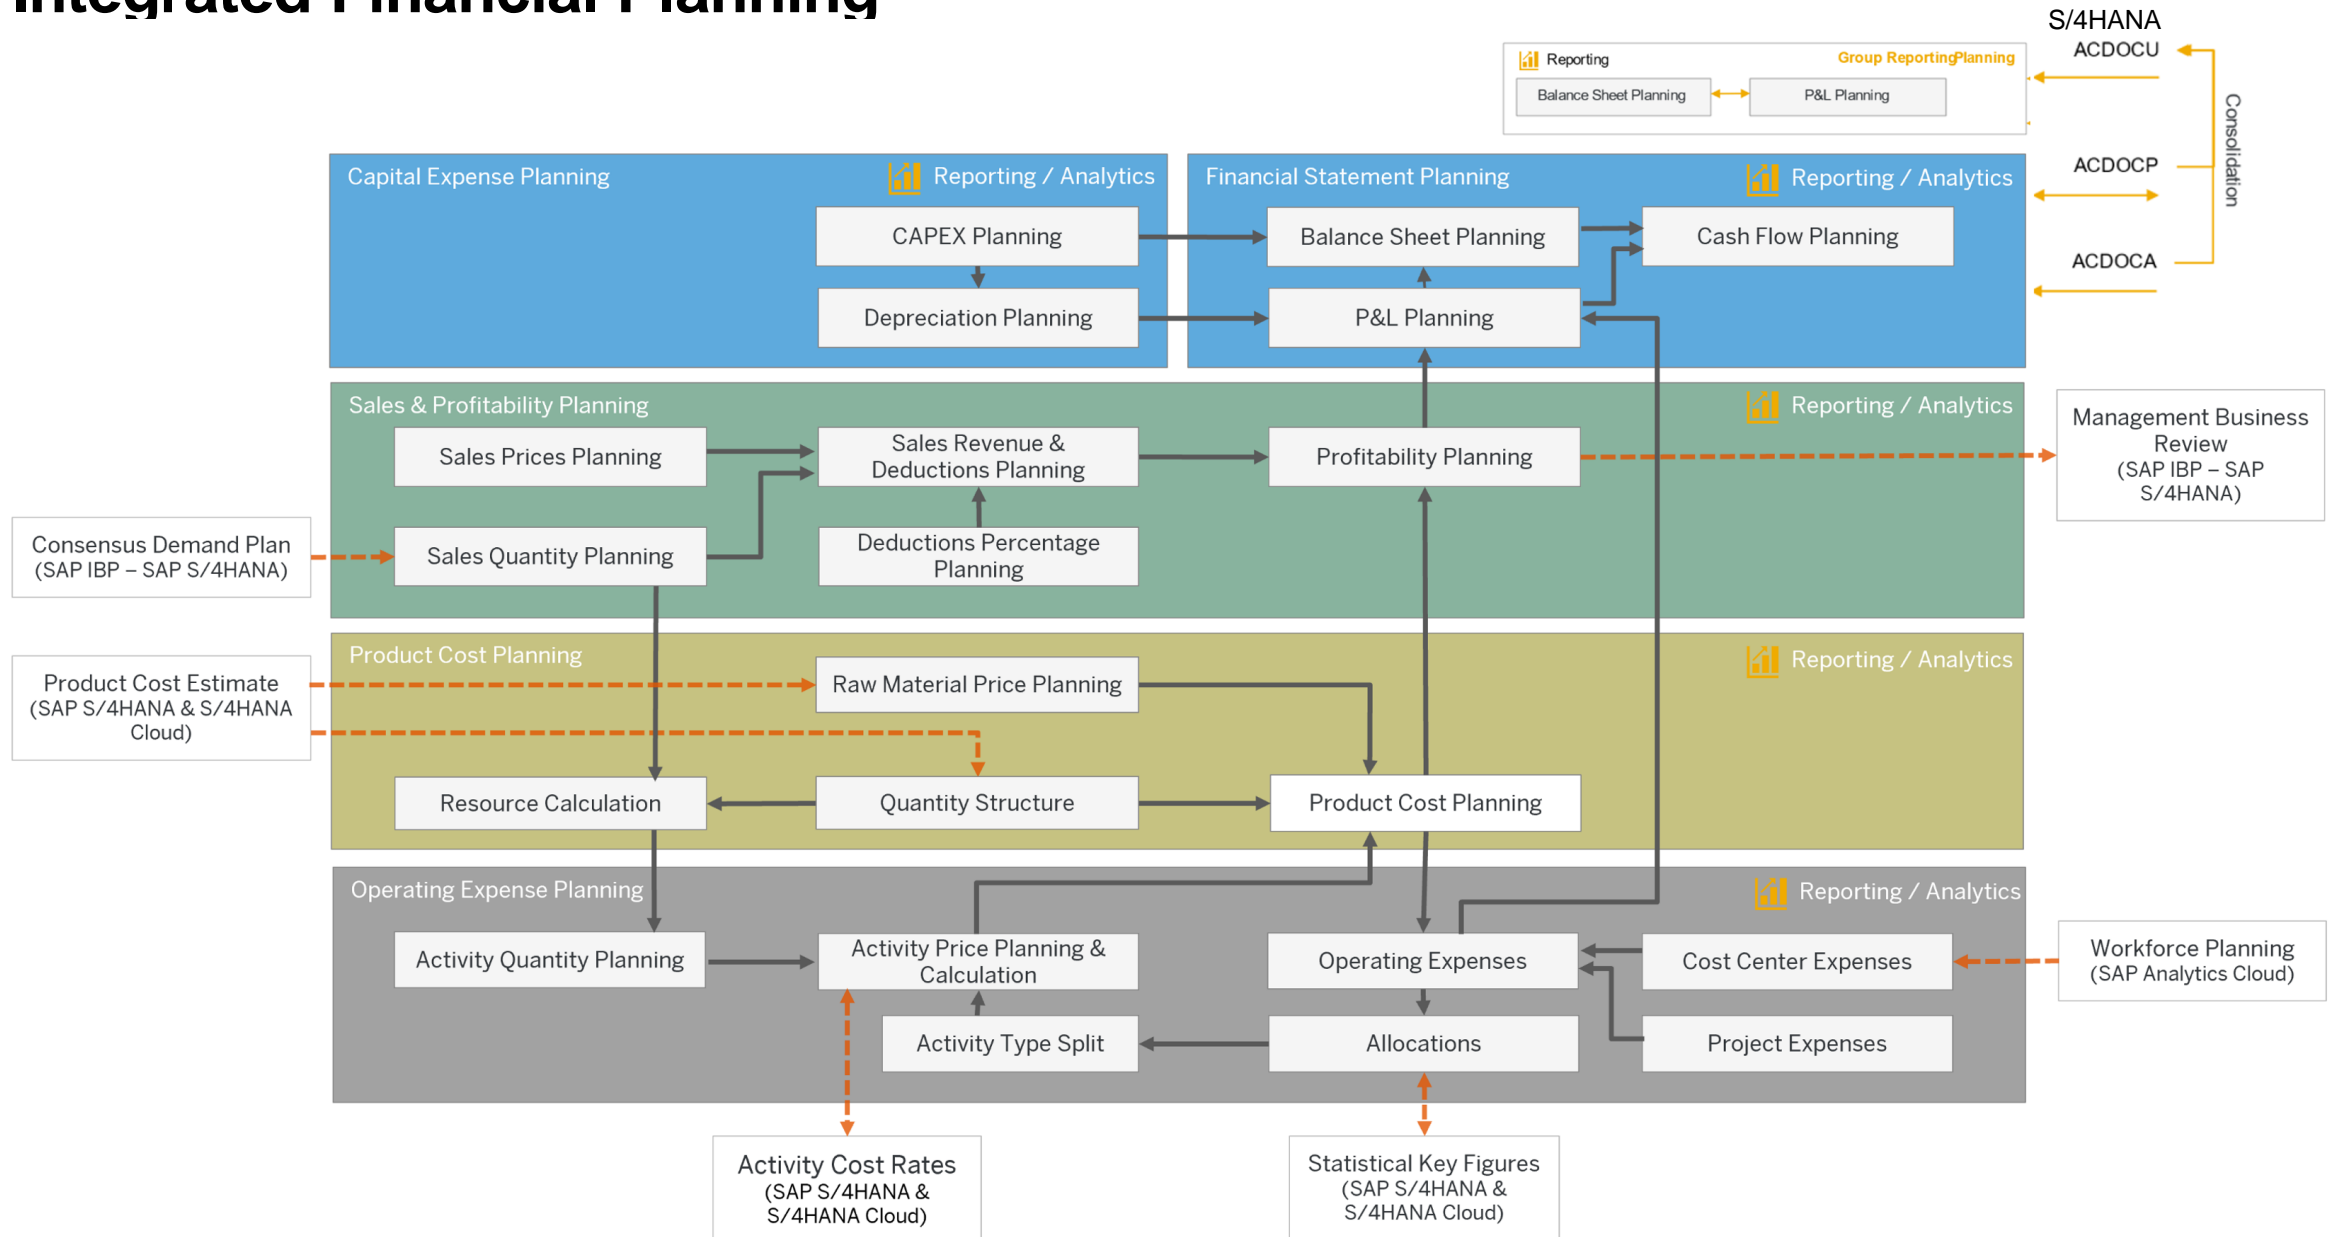 Integrated Financial Planning
S/4HANA
ACDOCU
Reporting
Group ReportingPlanning
Balance Sheet Planning
P&L Planning
Consolidation
ACDOCP
ACDOCA
Capital Expense Planning
Reporting / Analytics
CAPEX Planning
Depreciation Planning
Financial Statement Planning
Reporting / Analytics
Balance Sheet Planning
Cash Flow Planning
P&L Planning
Sales & Profitability Planning
Reporting / Analytics
Sales Prices Planning
Sales Revenue &
Deductions Planning
Profitability Planning
Sales Quantity Planning
Deductions Percentage
Planning
Management Business
Review
(SAP IBP – SAP
S/4HANA)
Consensus Demand Plan
(SAP IBP – SAP S/4HANA)
Product Cost Planning
Reporting / Analytics
Product Cost Estimate
(SAP S/4HANA & S/4HANA
Cloud)
Raw Material Price Planning
Resource Calculation
Quantity Structure
Product Cost Planning
Operating Expense Planning
Reporting / Analytics
Activity Quantity Planning
Activity Price Planning &
Calculation
Operating Expenses
Cost Center Expenses
Workforce Planning
(SAP Analytics Cloud)
Activity Type Split
Allocations
Project Expenses
Activity Cost Rates
(SAP S/4HANA &
S/4HANA Cloud)
Statistical Key Figures
(SAP S/4HANA &
S/4HANA Cloud)